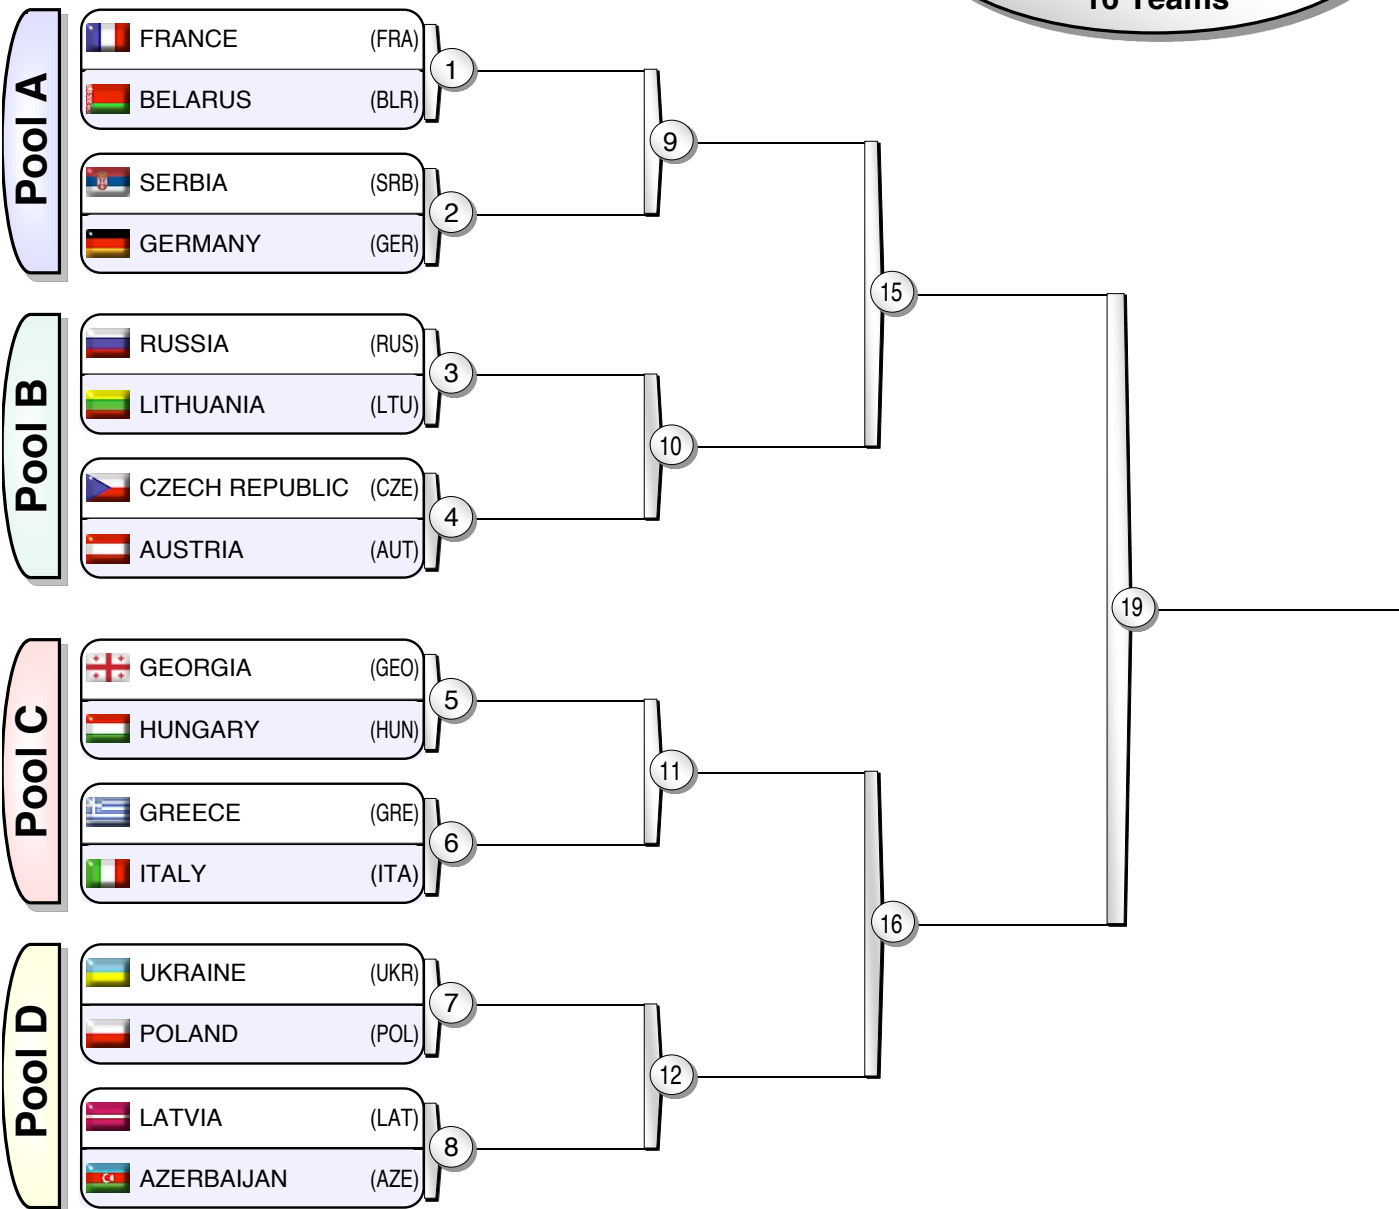 16 Teams
Pool A
FRANCE (FRA)
BELARUS (BLR)
1
SERBIA (SRB)
GERMANY (GER)
2
9
Pool B
RUSSIA (RUS)
LITHUANIA (LTU)
3
CZECH REPUBLIC (CZE)
AUSTRIA (AUT)
4
10
15
Pool C
GEORGIA (GEO)
HUNGARY (HUN)
5
GREECE (GRE)
ITALY (ITA)
6
11
Pool D
UKRAINE (UKR)
POLAND (POL)
7
LATVIA (LAT)
AZERBAIJAN (AZE)
8
12
16
19